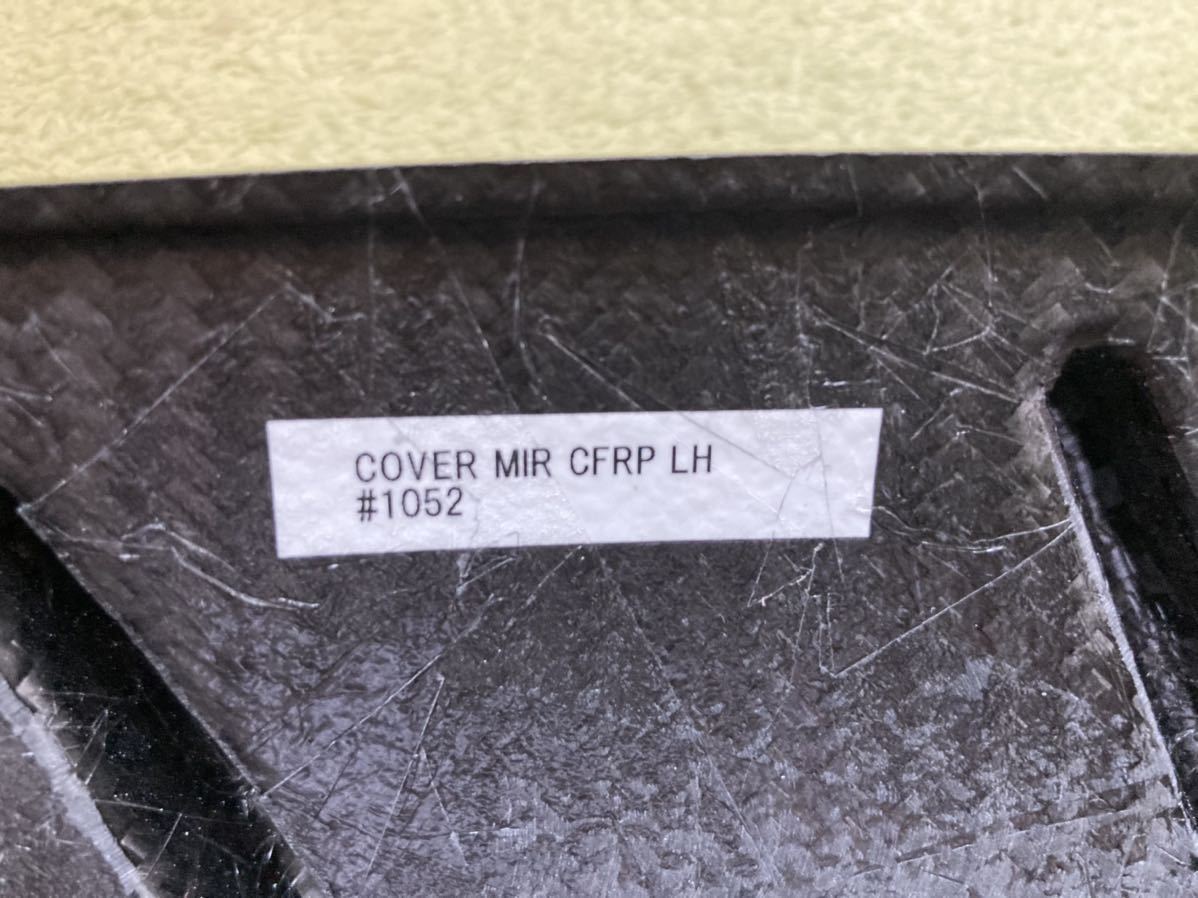 COVER MIR CFRP LH
#1052